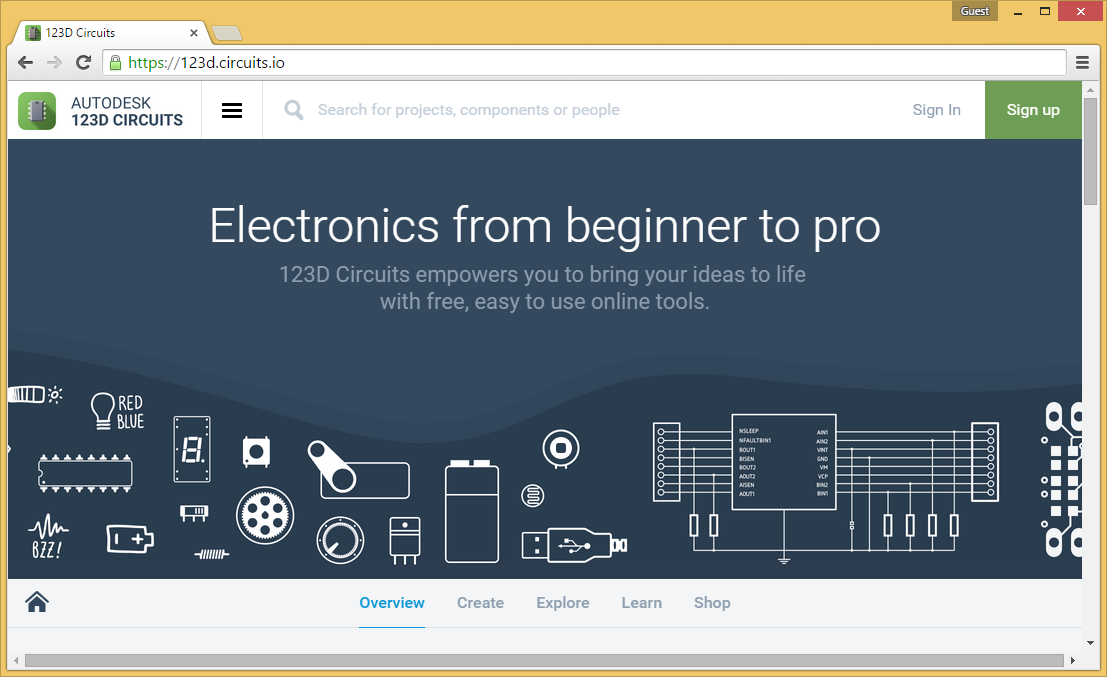 Guest
123D Circuits
https://123d.circuits.io
AUTODESK
123D CIRCUITS
Search for projects, components or people
Sign In
Sign up
Electronics from beginner to pro
123D Circuits empowers you to bring your ideas to life
with free, easy to use online tools.
RED
BLUE
8.
BZZ!
NSLEEP
NFAULTBIN1
BOUT1
BISEN
BOUT2
AOUT2
AISEN
AOUT1
AIN1
AIN2
VINT
GND
VM
VCP
BIN2
BIN1
Overview
Create
Explore
Learn
Shop